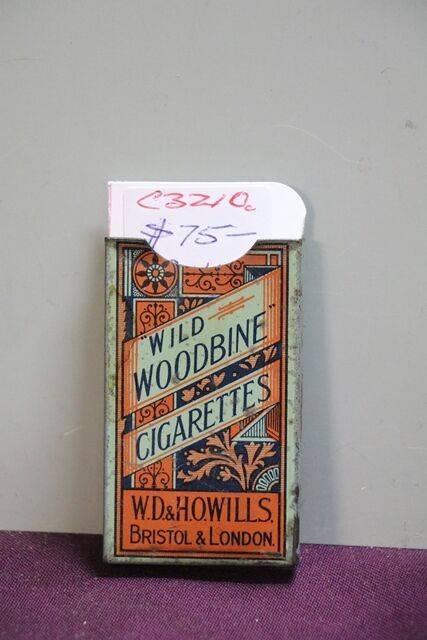 C3210c
$75-
"WILD
WOODBINE"
CIGARETTES
W.D.& H.O.WILLS.
BRISTOL & LONDON.